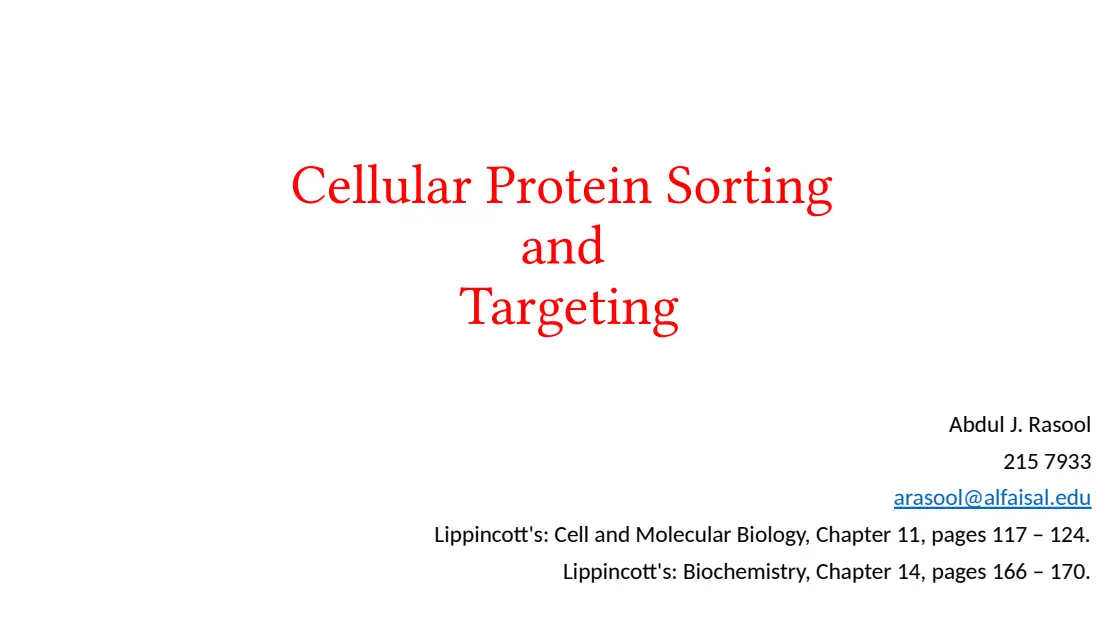 Cellular Protein Sorting
and
Targeting
Abdul J. Rasool
215 7933
arasool@alfaisal.edu
Lippincott's: Cell and Molecular Biology, Chapter 11, pages 117 – 124.
Lippincott's: Biochemistry, Chapter 14, pages 166 – 170.